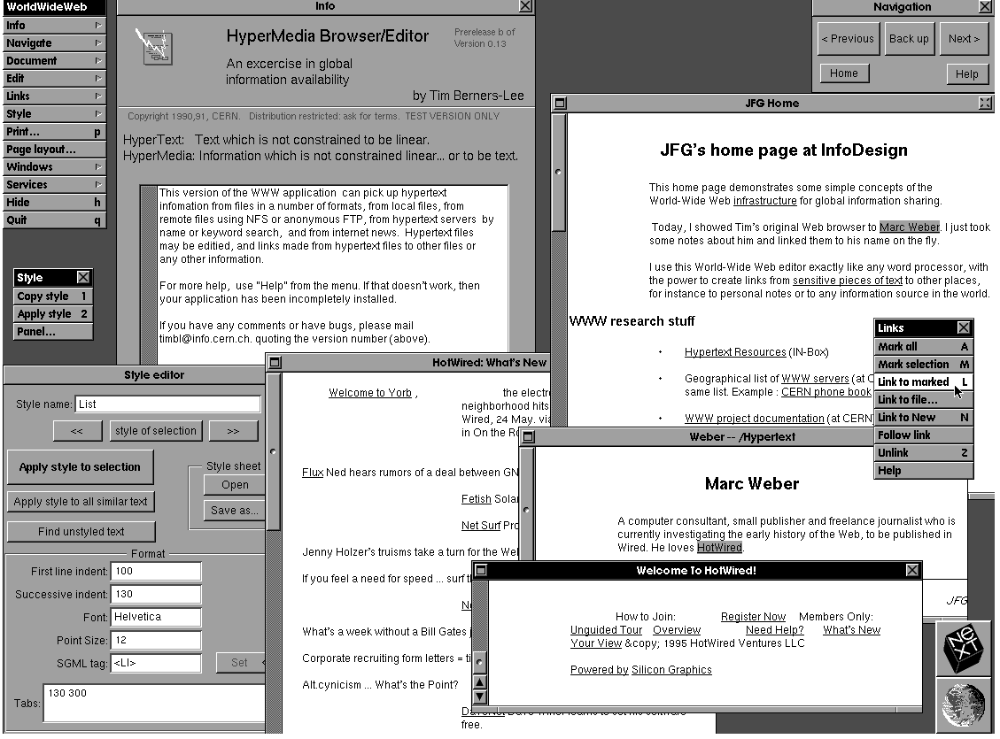 WorldWideWeb
Info
Navigate
Document
Edit
Links
Style
Print... p
Page layout...
Windows
Services
Hide h
Quit q
Info
HyperMedia Browser/Editor
Prerelease b of
Version 0.13
An excercise in global
information availability
by Tim Berners-Lee
Copyright 1990,91, CERN. Distribution restricted: ask for terms. TEST VERSION ONLY
HyperText: Text which is not constrained to be linear.
HyperMedia: Information which is not constrained linear... or to be text.
This version of the WWW application can pick up hypertext
infomation from files in a number of formats, from local files, from
remote files using NFS or anonymous FTP, from hypertext servers by
name or keyword search, and from internet news. Hypertext files
may be editied, and links made from hypertext files to other files or
any other information.
For more help, use "Help" from the menu. If that doesn't work, then
your application has been incompletely installed.
If you have any comments or have bugs, please mail
timbl@info.cern.ch. quoting the version number (above).
Navigation
< Previous Back up Next >
Home Help
JFG Home
JFG's home page at InfoDesign
This home page demonstrates some simple concepts of the
World-Wide Web infrastructure for global information sharing.
Today, I showed Tim's original Web browser to Marc Weber. I just took
some notes about him and linked them to his name on the fly.
I use this World-Wide Web editor exactly like any word processor, with
the power to create links from sensitive pieces of text to other places,
for instance to personal notes or to any information source in the world.
WWW research stuff
• Hypertext Resources (IN-Box)
• Geographical list of WWW servers (at C
same list. Example : CERN phone book
• WWW project documentation (at CERN
Links
Mark all A
Mark selection M
Link to marked L
Link to file...
Link to New N
Follow link
Unlink Z
Help
Style
Copy style 1
Apply style 2
Panel...
Style editor
Style name: List
<< style of selection >>
Apply style to selection
Apply style to all similar text
Find unstyled text
Style sheet
Open
Save as...
Format
First line indent: 100
Successive indent: 130
Font: Helvetica
Point Size: 12
SGML tag: <LI>
Set
Tabs: 130 300
HotWired: What's New
Welcome to Yorb , the electro
neighborhood hits
Wired, 24 May. via
in On the Ro
Flux Ned hears rumors of a deal between GN
Fetish Solar
Net Surf Pro
Jenny Holzer's truisms take a turn for the We
If you feel a need for speed ... surf t
Ne
What's a week without a Bill Gates j
Corporate recruiting form letters = ti
Alt.cynicism ... What's the Point?
free.
Weber -- /Hypertext
Marc Weber
A computer consultant, small publisher and freelance journalist who is
currently investigating the early history of the Web, to be published in
Wired. He loves HotWired.
JFG
Welcome To HotWired!
How to Join: Register Now Members Only:
Unguided Tour Overview Need Help? What's New
Your View &copy; 1995 HotWired Ventures LLC
Powered by Silicon Graphics
NeXT